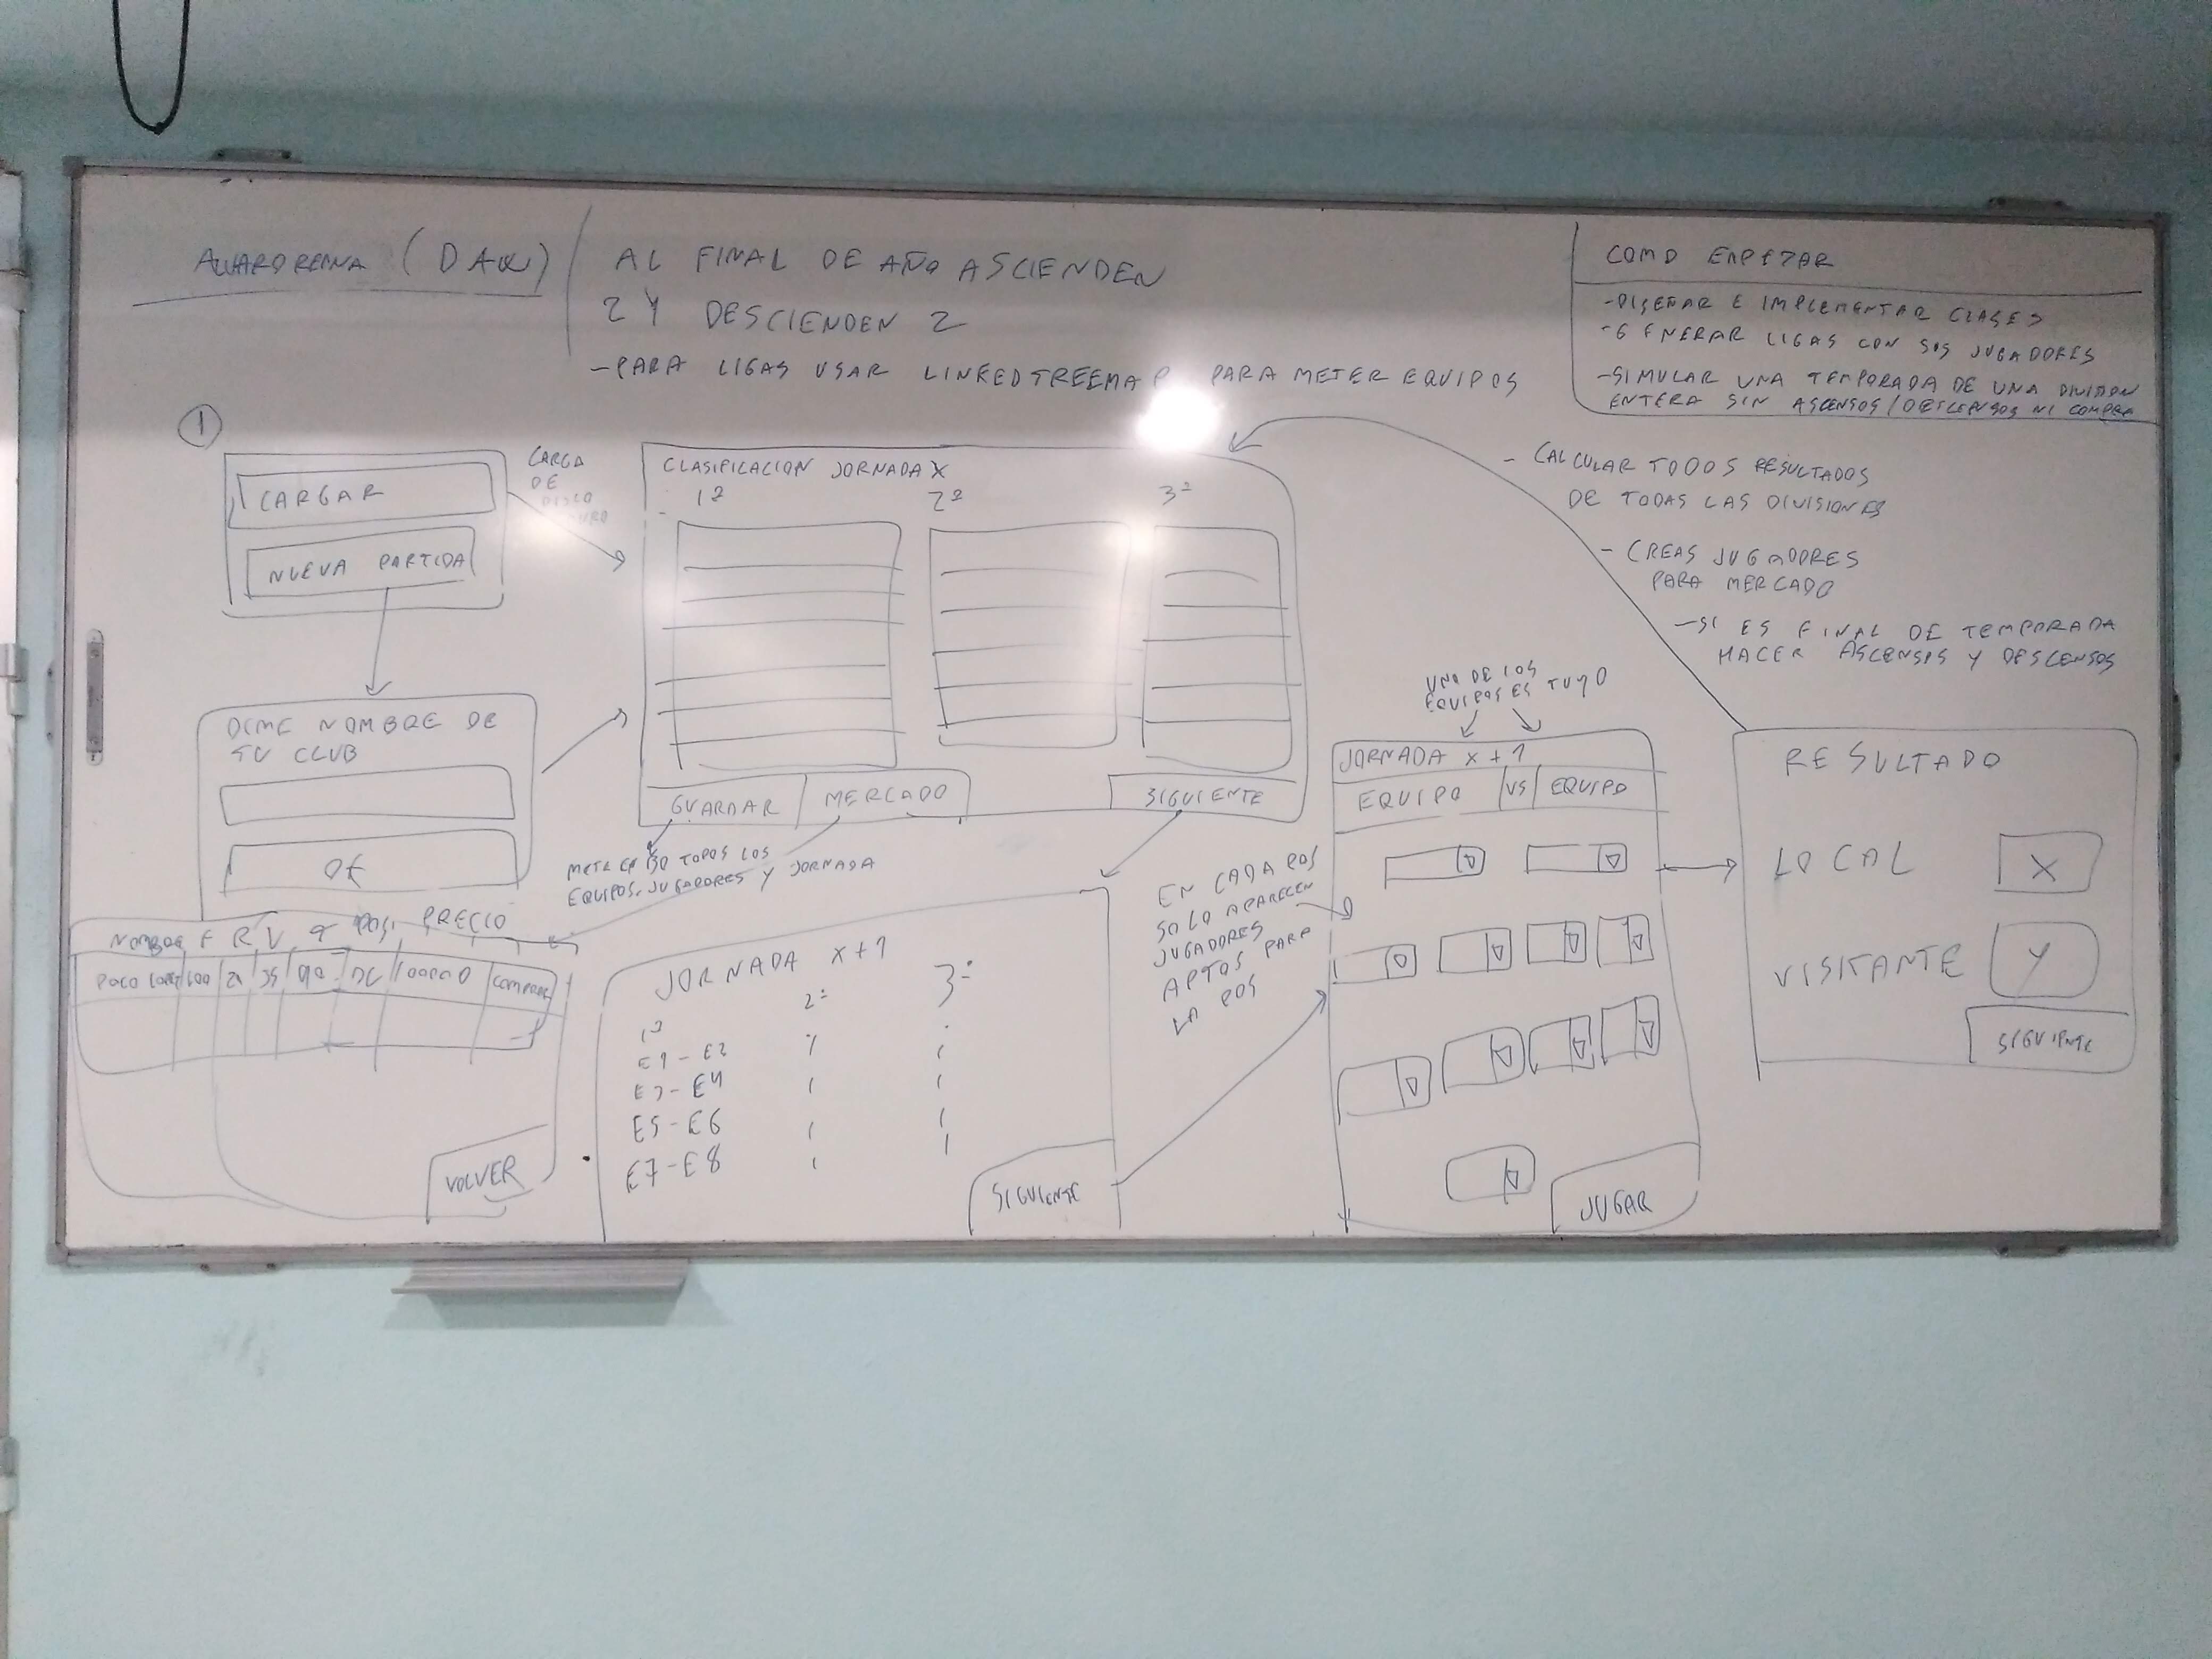 ALVARO REINA (DAW)
AL FINAL DE AÑO ASCIENDEN
2 Y DESCIENDEN 2
-PARA LIGAS USAR LINKEDTREEMAP PARA METER EQUIPOS
COMO EMPEZAR
-DISEÑAR E IMPLEMENTAR CLASES
-GENERAR LIGAS CON SUS JUGADORES
-SIMULAR UNA TEMPORADA DE UNA DIVISION
ENTERA SIN ASCENSOS/DESCENSOS NI COMPRA
1
CARGAR
NUEVA PARTIDA
CARGA
DE
DISCO
DURO
DIME NOMBRE DE
TU CLUB
OK
CLASIFICACION JORNADA X
1ª 2ª 3ª
GUARDAR MERCADO SIGUIENTE
METE EN BD TODOS LOS
EQUIPOS, JUGADORES Y JORNADA
- CALCULAR TODOS RESULTADOS
DE TODAS LAS DIVISIONES
- CREAS JUGADORES
PARA MERCADO
-SI ES FINAL DE TEMPORADA
HACER ASCENSOS Y DESCENSOS
NOMBRE F R V POS. PRECIO
PACO DC COMPRAR
VOLVER
JORNADA X+1
1ª 2ª 3ª
E1-E2
E3-E4
E5-E6
E7-E8
SIGUIENTE
EN CADA POS
SOLO APARECEN
JUGADORES
APTOS PARA
LA POS
UNO DE LOS
EQUIPOS ES TUYO
JORNADA X+1
EQUIPO VS EQUIPO
JUGAR
RESULTADO
LOCAL X
VISITANTE Y
SIGUIENTE